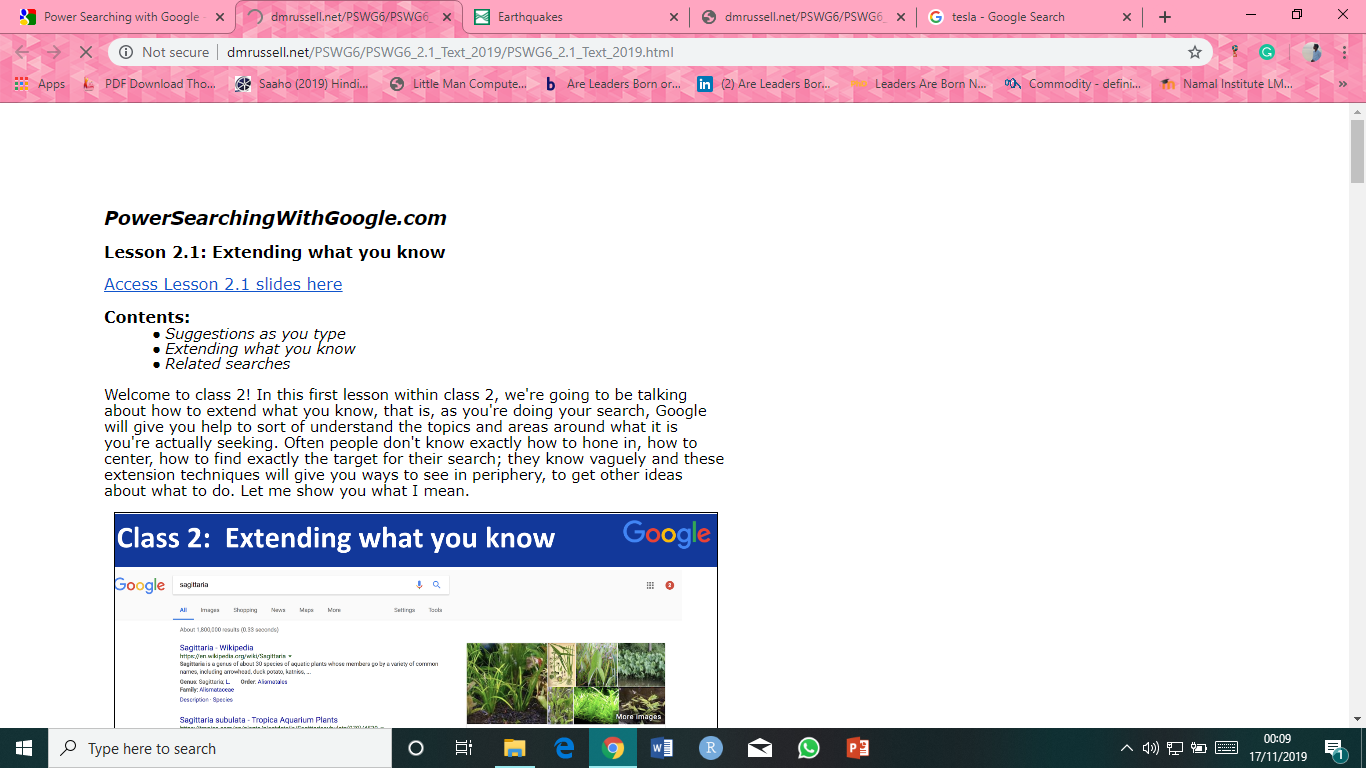 Power Searching with Google
dmrussell.net/PSWG6/PSWG6_
Earthquakes
dmrussell.net/PSWG6/PSWG6_
tesla - Google Search
Not secure
dmrussell.net/PSWG6/PSWG6_2.1_Text_2019/PSWG6_2.1_Text_2019.html
Apps
PDF Download Tho...
Saaho (2019) Hindi...
Little Man Compute...
Are Leaders Born or...
(2) Are Leaders Bor...
Leaders Are Born N...
Commodity - defini...
Namal Institute LM...
PowerSearchingWithGoogle.com
Lesson 2.1: Extending what you know
Access Lesson 2.1 slides here
Contents:
● Suggestions as you type
● Extending what you know
● Related searches
Welcome to class 2! In this first lesson within class 2, we're going to be talking
about how to extend what you know, that is, as you're doing your search, Google
will give you help to sort of understand the topics and areas around what it is
you're actually seeking. Often people don't know exactly how to hone in, how to
center, how to find exactly the target for their search; they know vaguely and these
extension techniques will give you ways to see in periphery, to get other ideas
about what to do. Let me show you what I mean.
Class 2: Extending what you know
Google
Google
sagittaria
2
All Images Shopping News Maps More Settings Tools
About 1,800,000 results (0.33 seconds)
Sagittaria - Wikipedia
https://en.wikipedia.org/wiki/Sagittaria
Sagittaria is a genus of about 30 species of aquatic plants whose members go by a variety of common
names, including arrowhead, duck potato, katniss, ...
Genus: Sagittaria; L. Order: Alismatales
Family: Alismataceae
Description · Species
More images
Sagittaria subulata - Tropica Aquarium Plants
Type here to search
00:09
17/11/2019
1